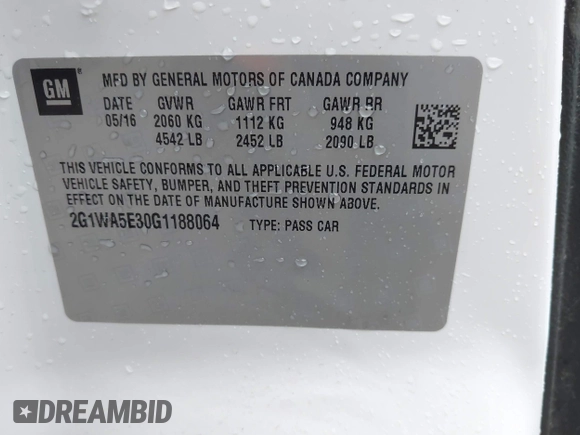 GM ®
MFD BY GENERAL MOTORS OF CANADA COMPANY
DATE GVWR GAWR FRT GAWR RR
05/16 2060 KG 1112 KG 948 KG
4542 LB 2452 LB 2090 LB
THIS VEHICLE CONFORMS TO ALL APPLICABLE U.S. FEDERAL MOTOR
VEHICLE SAFETY, BUMPER, AND THEFT PREVENTION STANDARDS IN
EFFECT ON THE DATE OF MANUFACTURE SHOWN ABOVE.
2G1WA5E30G1188064 TYPE: PASS CAR
DREAMBID